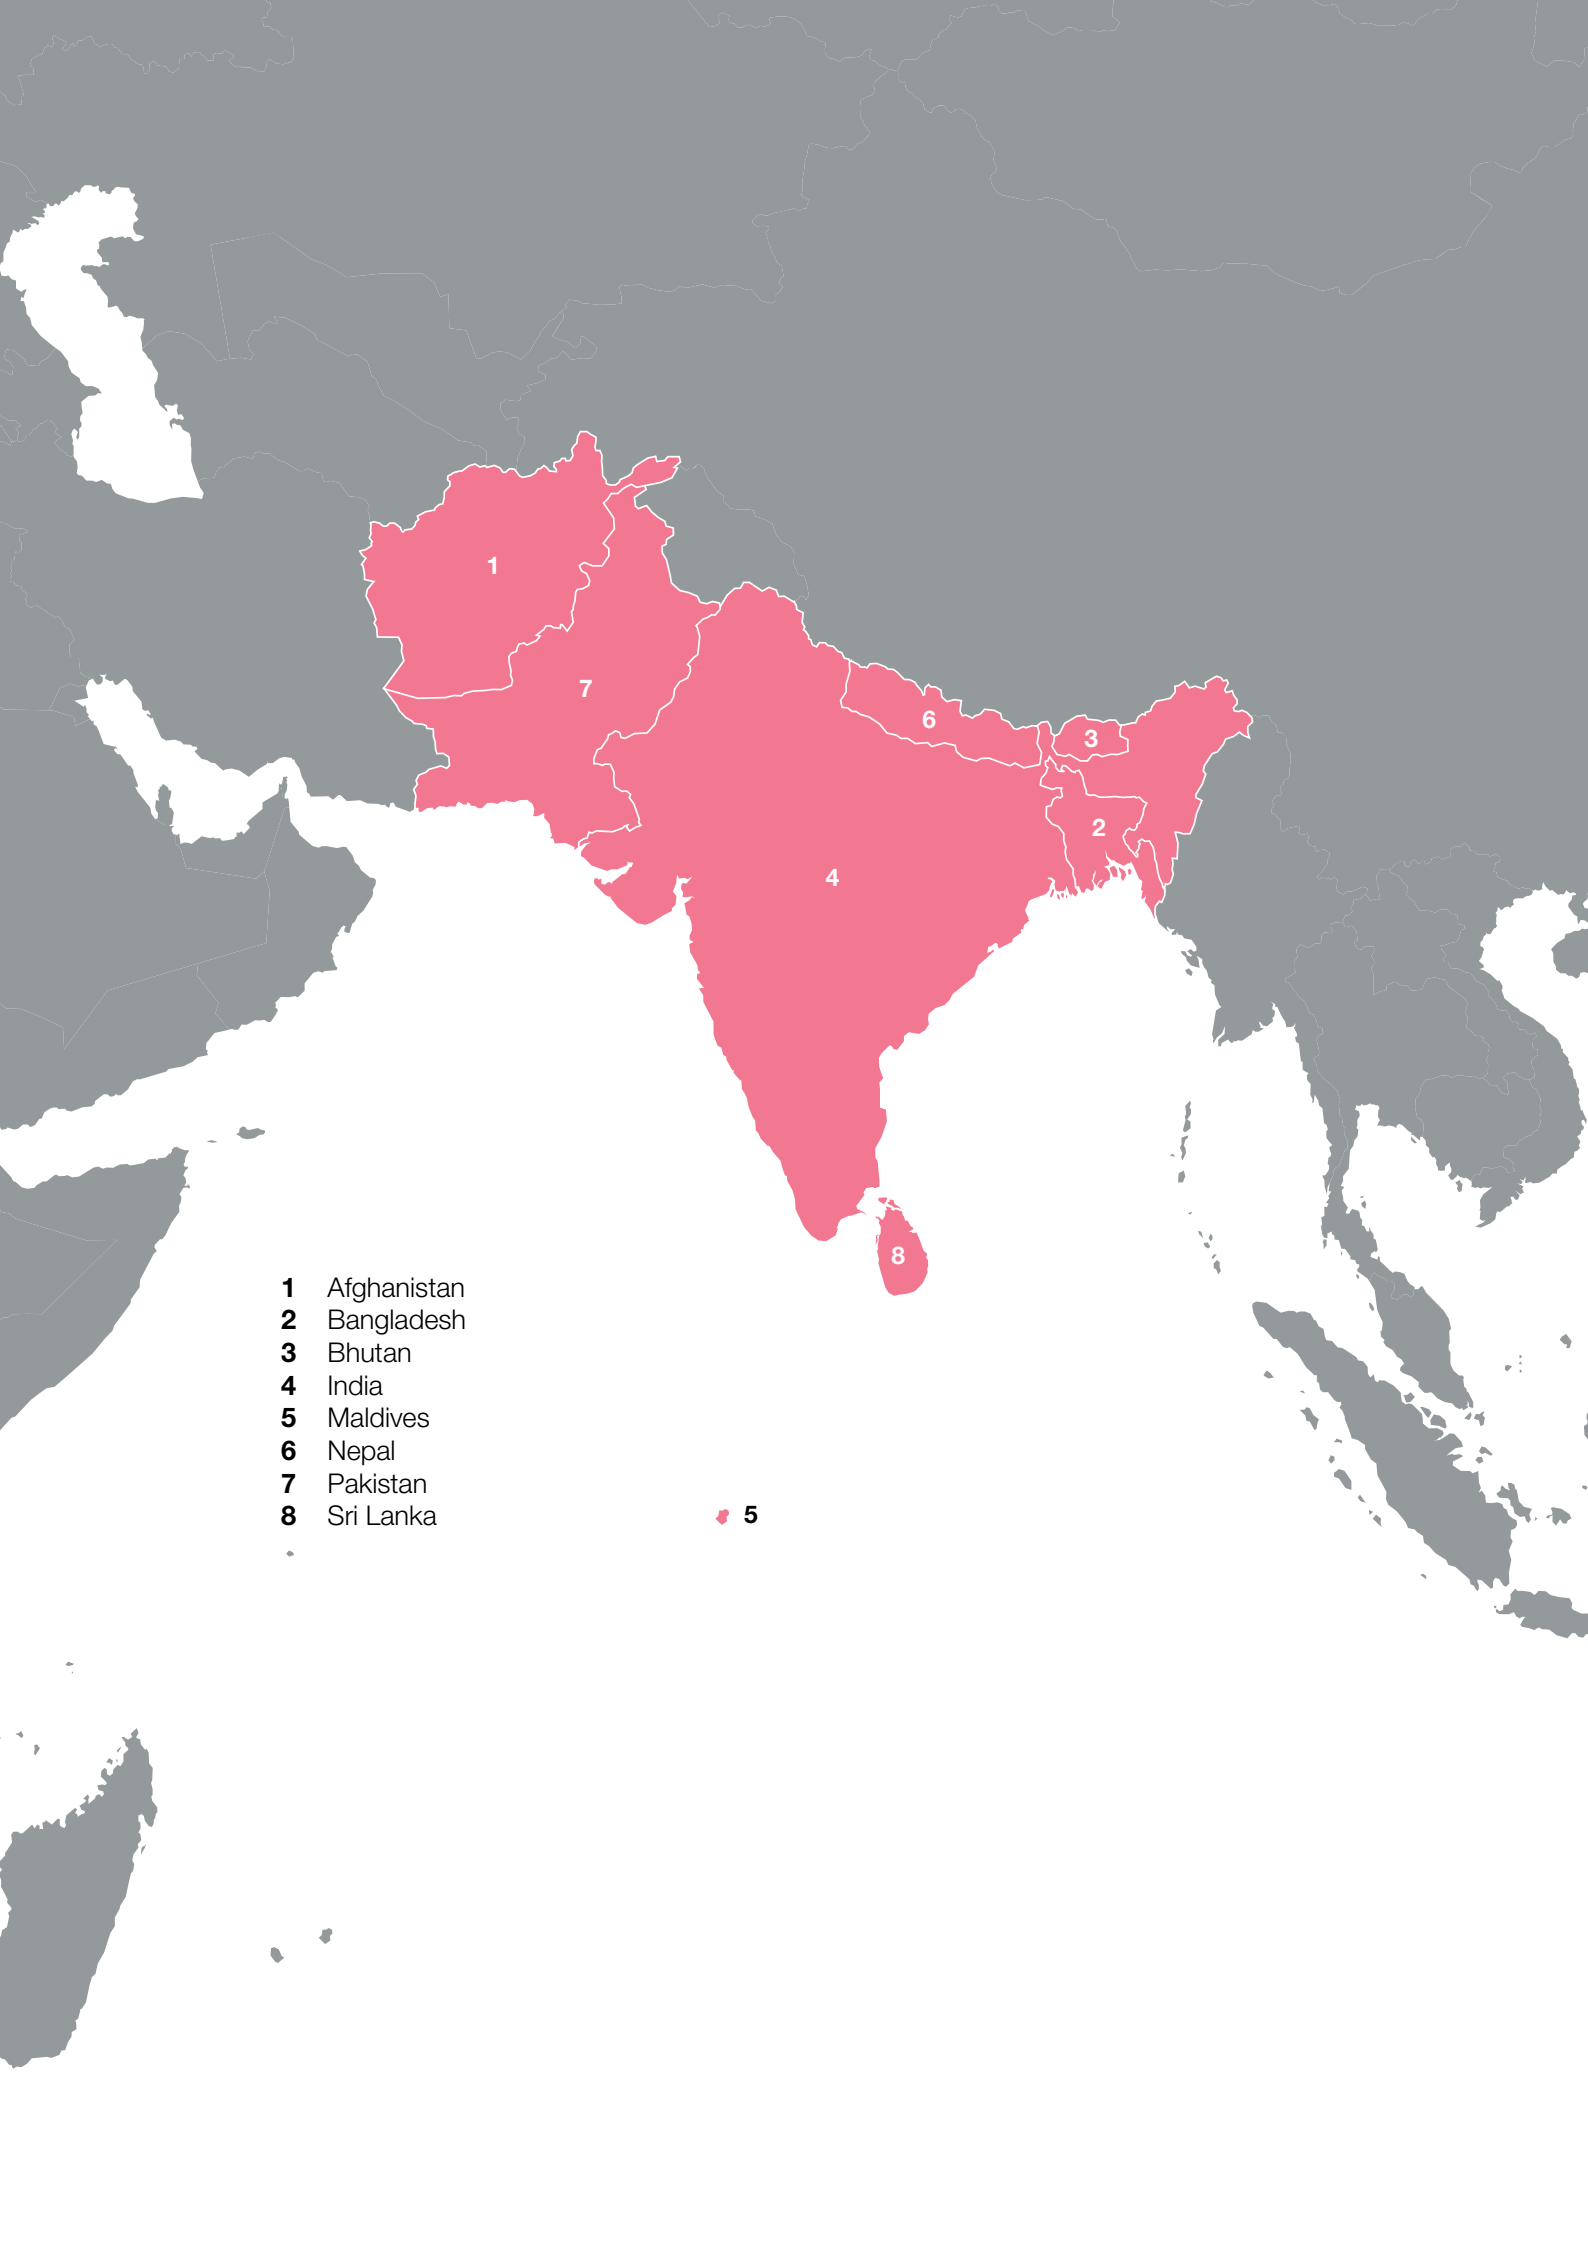 1
7
6
3
2
4
8
1 Afghanistan
2 Bangladesh
3 Bhutan
4 India
5 Maldives
6 Nepal
7 Pakistan
8 Sri Lanka
5